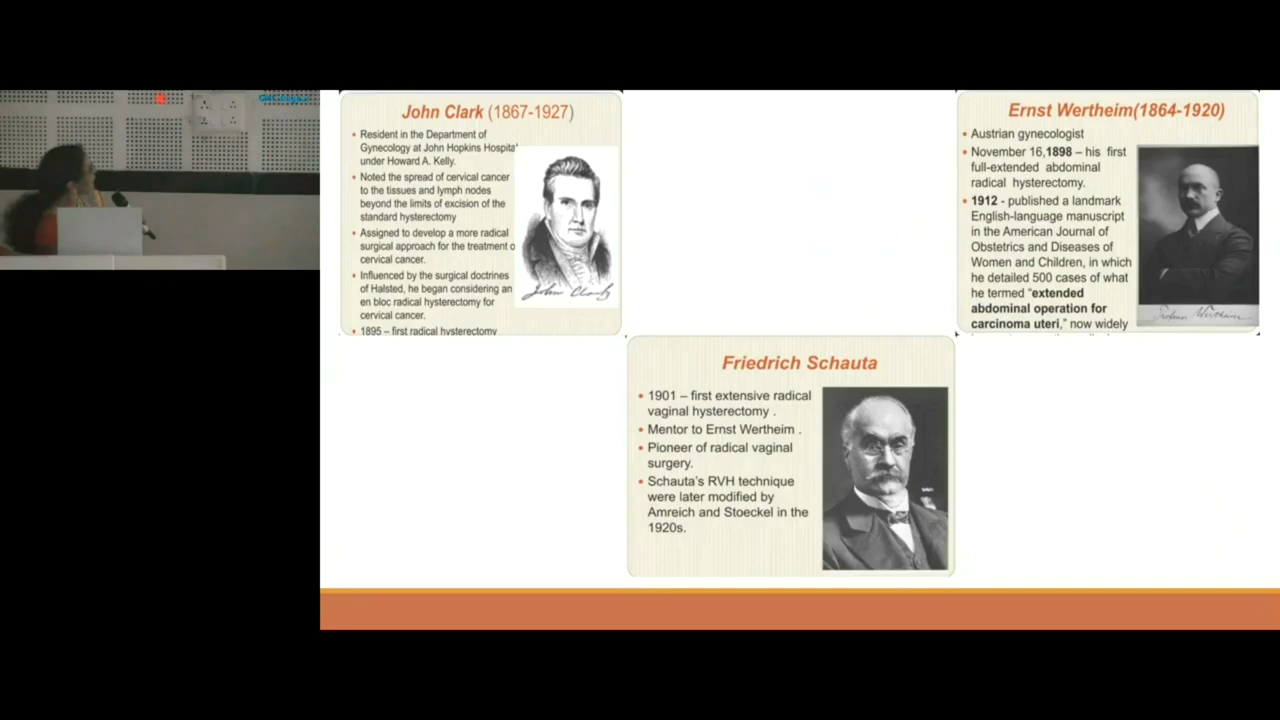 John Clark (1867-1927)
• Resident in the Department of
Gynecology at John Hopkins Hospital
under Howard A. Kelly.
• Noted the spread of cervical cancer
to the tissues and lymph nodes
beyond the limits of excision of the
standard hysterectomy
• Assigned to develop a more radical
surgical approach for the treatment o
cervical cancer.
• Influenced by the surgical doctrines
of Halsted, he began considering an
en bloc radical hysterectomy for
cervical cancer.
• 1895 – first radical hysterectomy
John Clark
Ernst Wertheim(1864-1920)
• Austrian gynecologist
• November 16,1898 – his first
full-extended abdominal
radical hysterectomy.
• 1912 - published a landmark
English-language manuscript
in the American Journal of
Obstetrics and Diseases of
Women and Children, in which
he detailed 500 cases of what
he termed “extended
abdominal operation for
carcinoma uteri,” now widely
Wertheim
Friedrich Schauta
• 1901 – first extensive radical
vaginal hysterectomy .
• Mentor to Ernst Wertheim .
• Pioneer of radical vaginal
surgery.
• Schauta’s RVH technique
were later modified by
Amreich and Stoeckel in the
1920s.